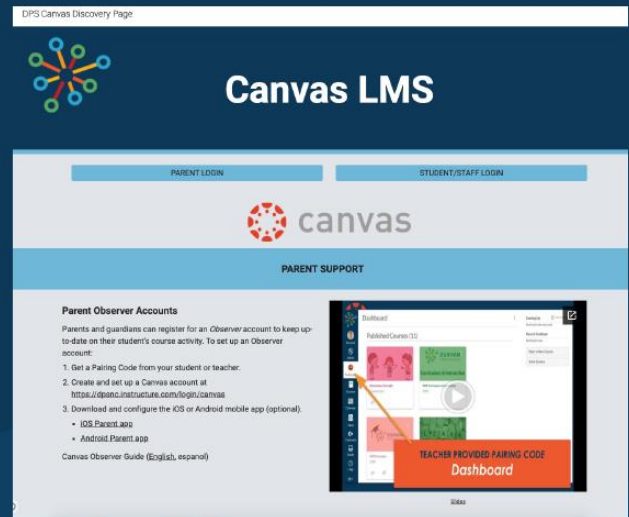 DPS Canvas Discovery Page
Canvas LMS
PARENT LOGIN
STUDENT/STAFF LOGIN
canvas
PARENT SUPPORT
Parent Observer Accounts
Parents and guardians can register for an Observer account to keep up-
to-date on their student's course activity. To set up an Observer
account:
1. Get a Pairing Code from your student or teacher.
2. Create and set up a Canvas account at
https://dpsnc.instructure.com/login/canvas
3. Download and configure the iOS or Android mobile app (optional).
• iOS Parent app
• Android Parent app
Canvas Observer Guide (English, espanol)
Dashboard
Published Courses (11)
TEACHER PROVIDED PAIRING CODE
Dashboard
Slides